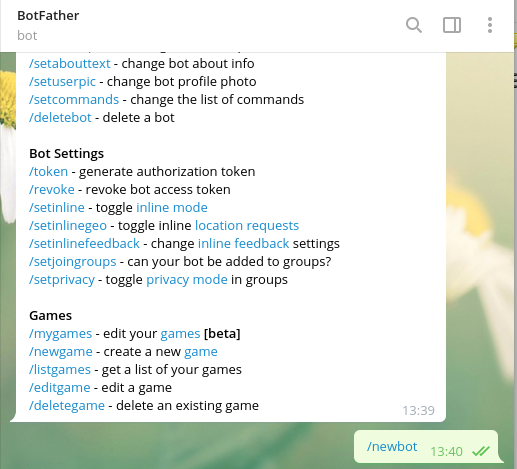 BotFather
bot
/setabouttext - change bot about info
/setuserpic - change bot profile photo
/setcommands - change the list of commands
/deletebot - delete a bot
Bot Settings
/token - generate authorization token
/revoke - revoke bot access token
/setinline - toggle inline mode
/setinlinegeo - toggle inline location requests
/setinlinefeedback - change inline feedback settings
/setjoingroups - can your bot be added to groups?
/setprivacy - toggle privacy mode in groups
Games
/mygames - edit your games [beta]
/newgame - create a new game
/listgames - get a list of your games
/editgame - edit a game
/deletegame - delete an existing game
13:39
/newbot 13:40